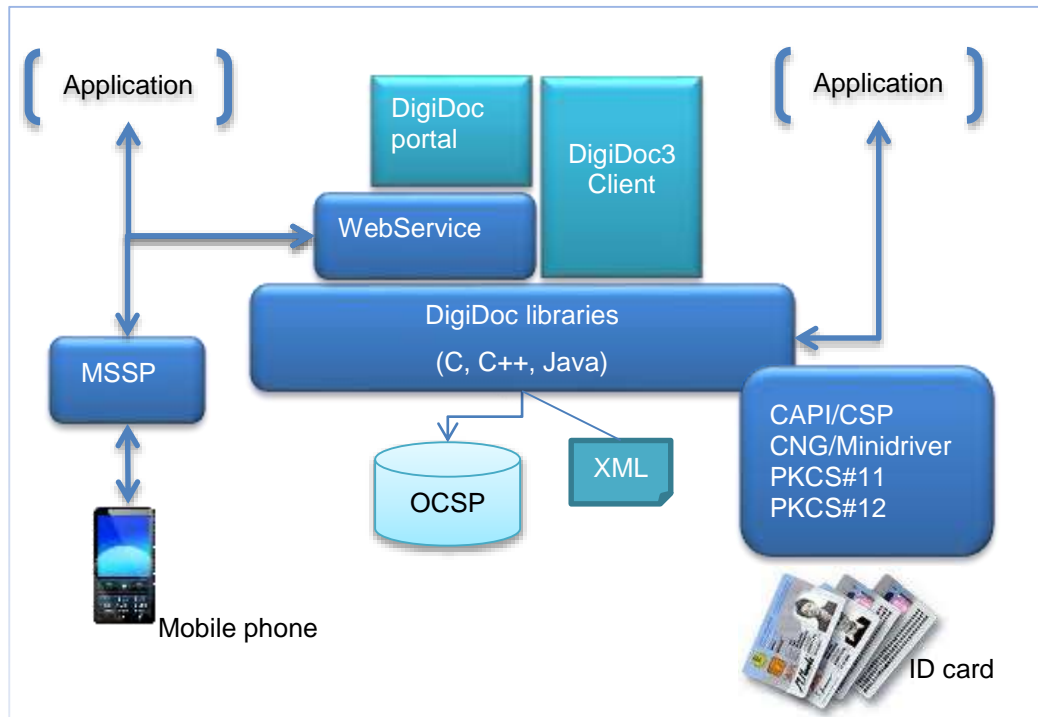 Application
Application
DigiDoc
portal
DigiDoc3
Client
WebService
DigiDoc libraries
(C, C++, Java)
MSSP
CAPI/CSP
CNG/Minidriver
PKCS#11
PKCS#12
XML
OCSP
Mobile phone
ID card